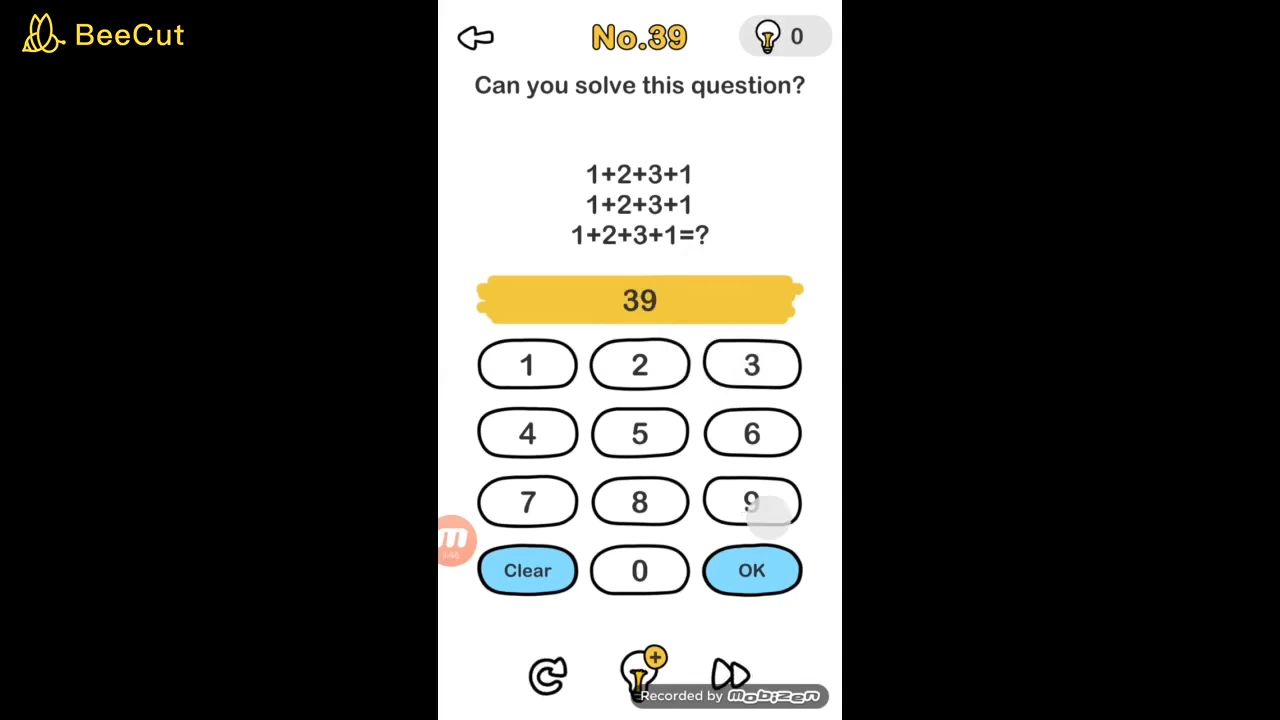 BeeCut
No.39
0
Can you solve this question?
1+2+3+1
1+2+3+1
1+2+3+1=?
39
1 2 3
4 5 6
7 8 9
Clear 0 OK
Recorded by mobizen